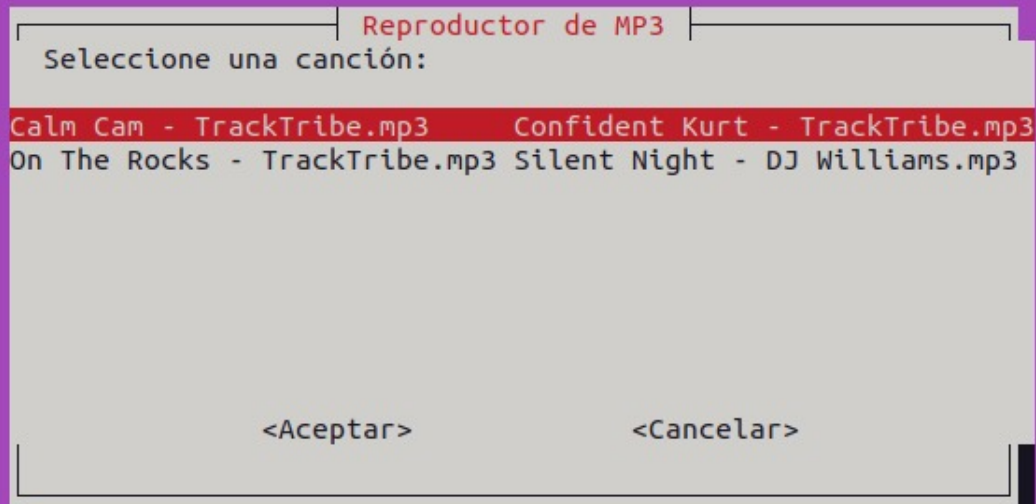 Reproductor de MP3
Seleccione una canción:
Calm Cam - TrackTribe.mp3 Confident Kurt - TrackTribe.mp3
On The Rocks - TrackTribe.mp3 Silent Night - DJ Williams.mp3
<Aceptar> <Cancelar>